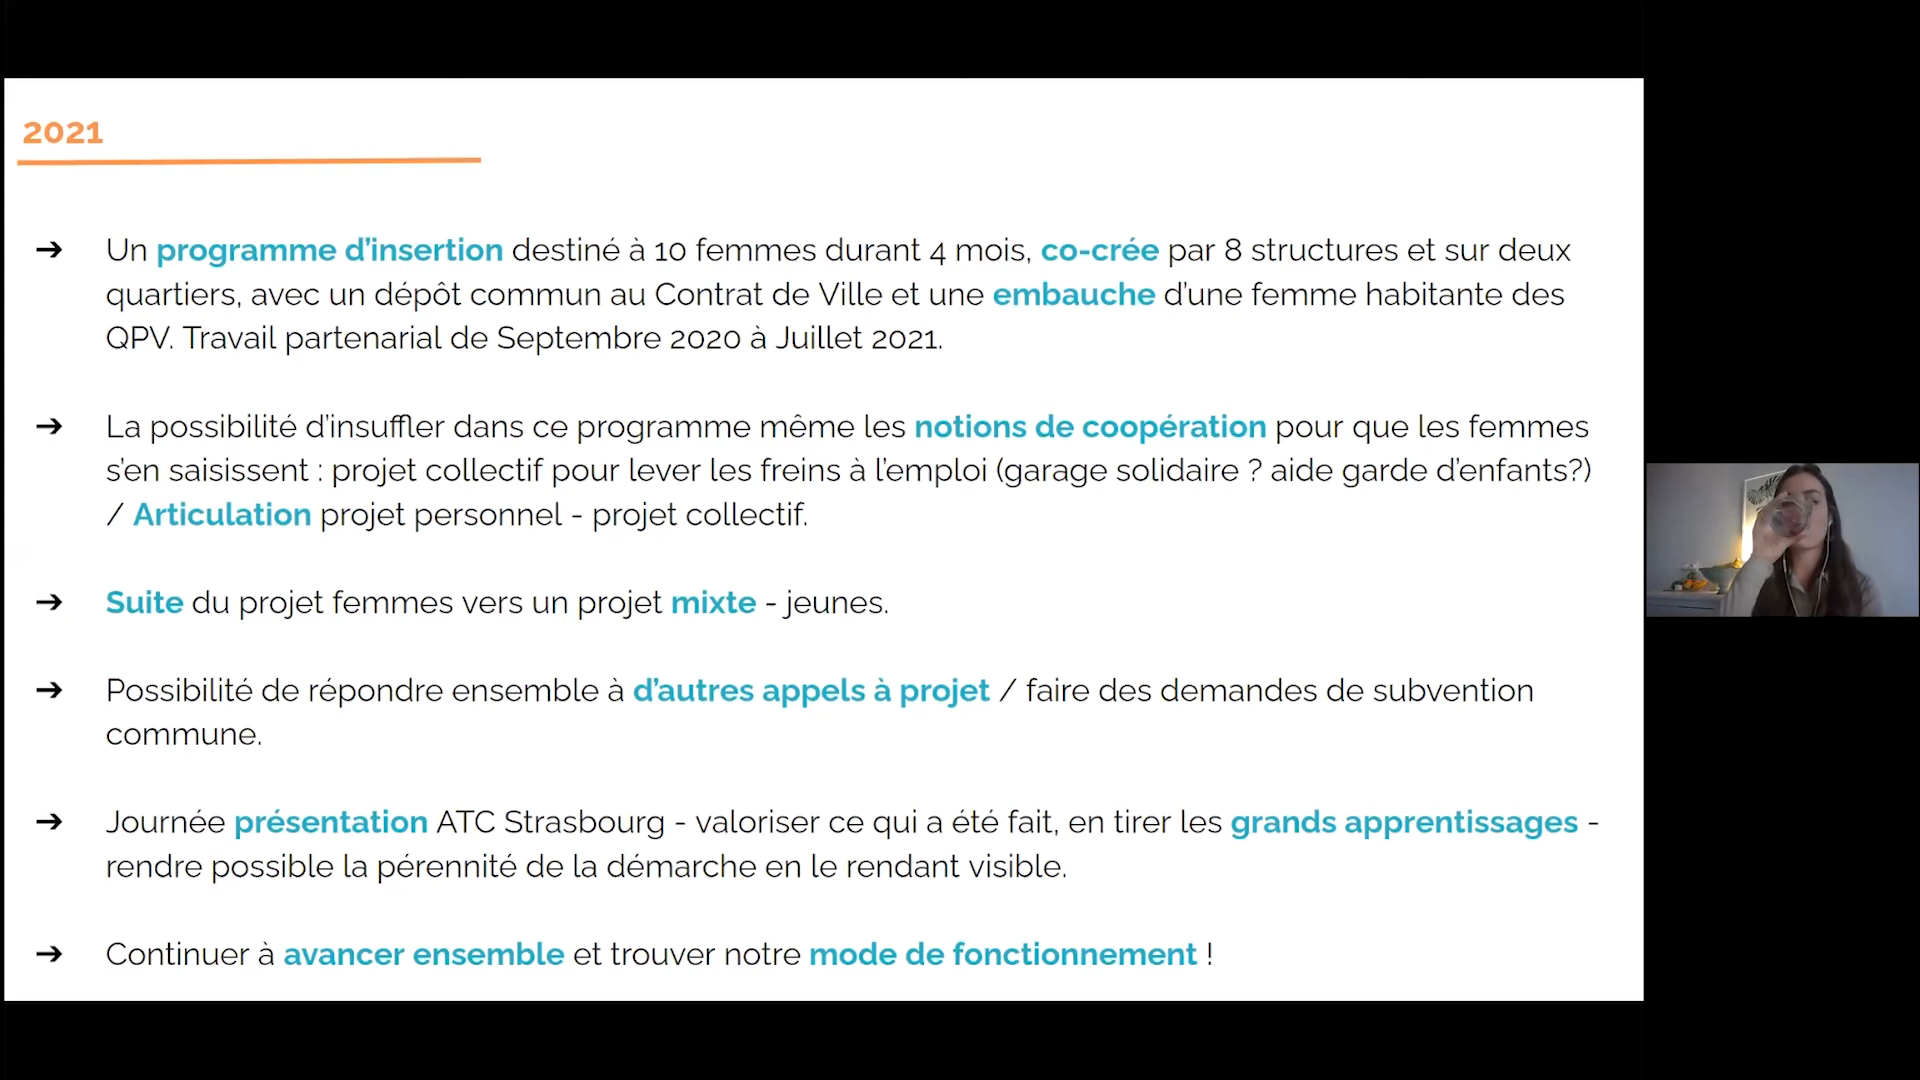 2021
➔ Un programme d'insertion destiné à 10 femmes durant 4 mois, co-crée par 8 structures et sur deux
quartiers, avec un dépôt commun au Contrat de Ville et une embauche d'une femme habitante des
QPV. Travail partenarial de Septembre 2020 à Juillet 2021.
➔ La possibilité d'insuffler dans ce programme même les notions de coopération pour que les femmes
s'en saisissent : projet collectif pour lever les freins à l'emploi (garage solidaire ? aide garde d'enfants?)
/ Articulation projet personnel - projet collectif.
➔ Suite du projet femmes vers un projet mixte - jeunes.
➔ Possibilité de répondre ensemble à d'autres appels à projet / faire des demandes de subvention
commune.
➔ Journée présentation ATC Strasbourg - valoriser ce qui a été fait, en tirer les grands apprentissages -
rendre possible la pérennité de la démarche en le rendant visible.
➔ Continuer à avancer ensemble et trouver notre mode de fonctionnement !